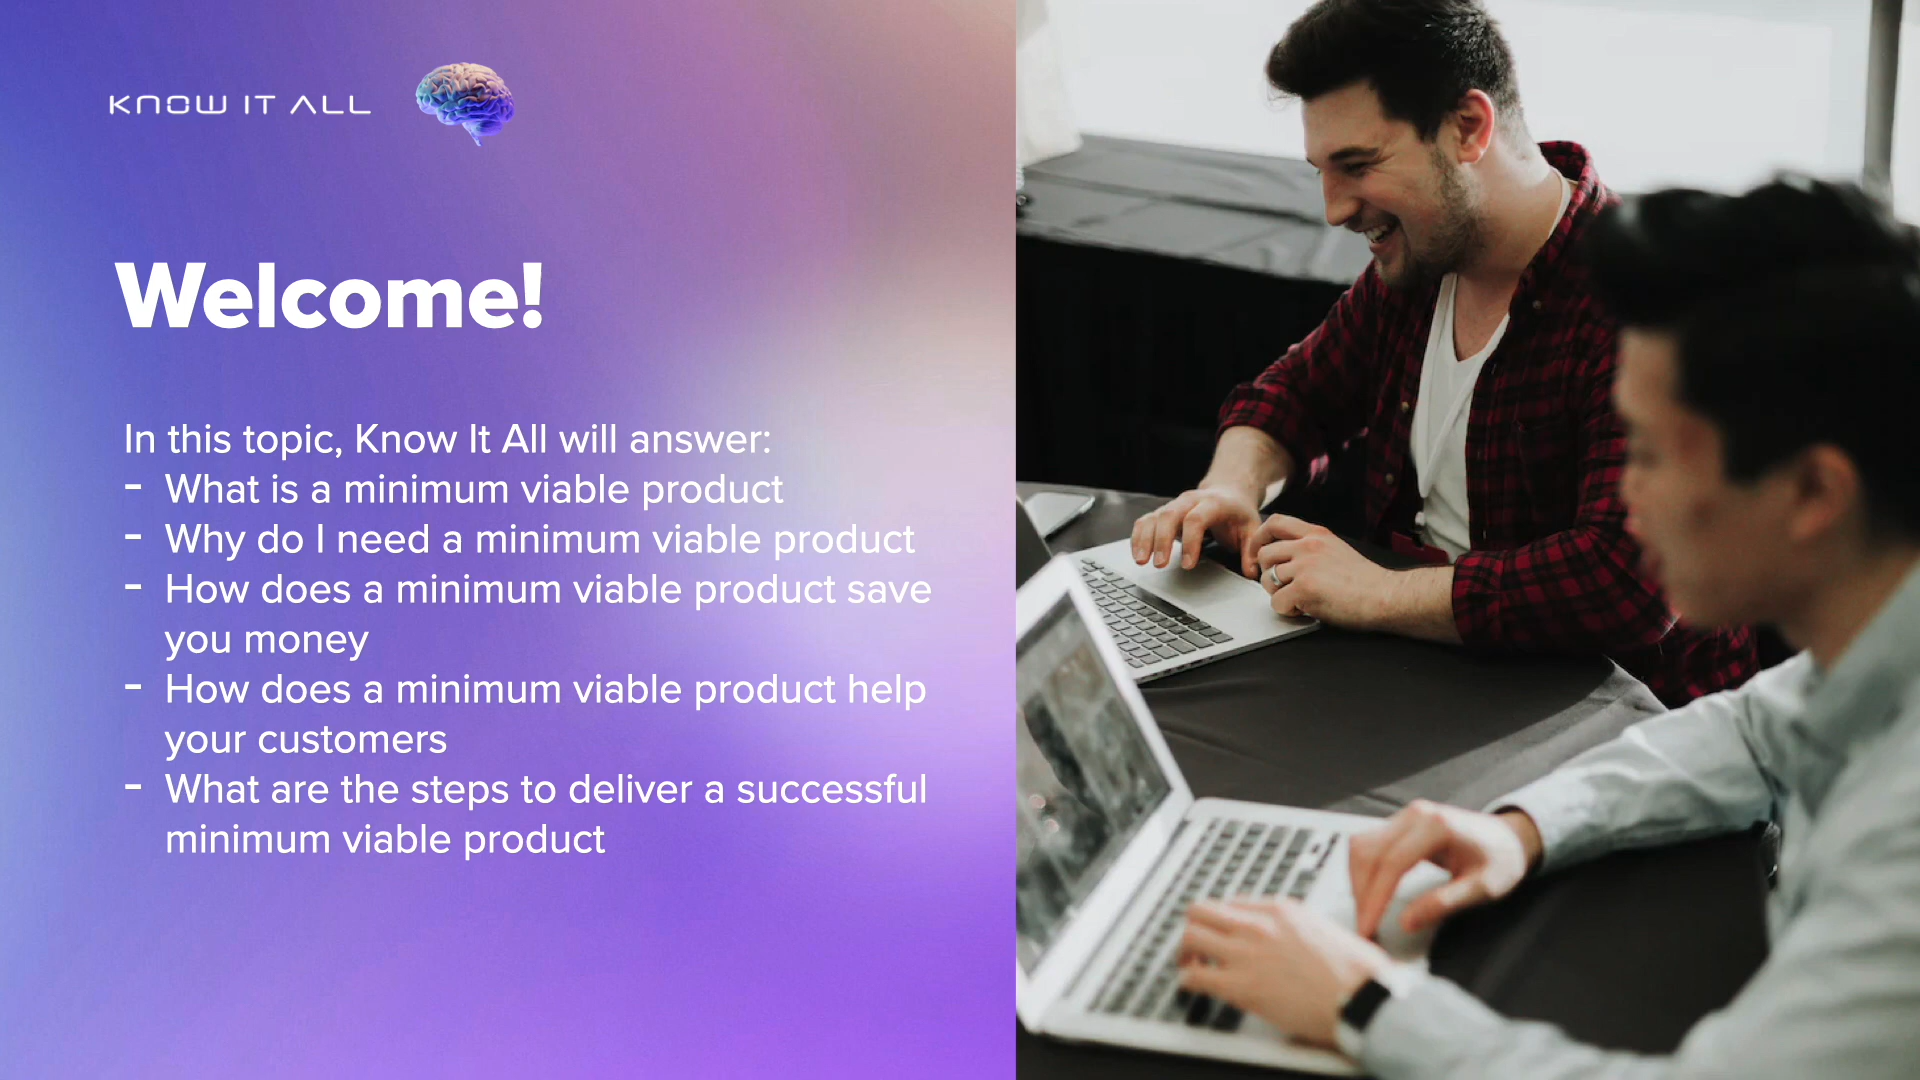 KNOW IT ALL
Welcome!
In this topic, Know It All will answer:
- What is a minimum viable product
- Why do I need a minimum viable product
- How does a minimum viable product save
you money
- How does a minimum viable product help
your customers
- What are the steps to deliver a successful
minimum viable product